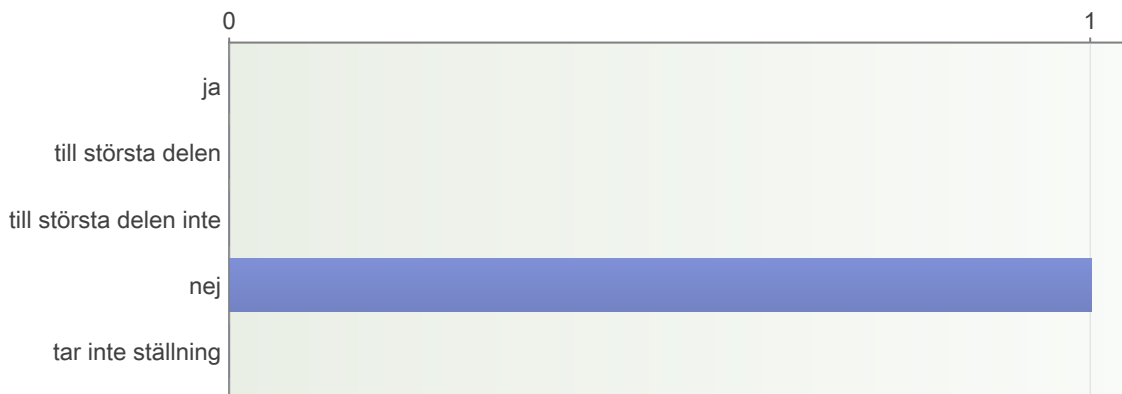 0 1
ja
till största delen
till största delen inte
nej
tar inte ställning